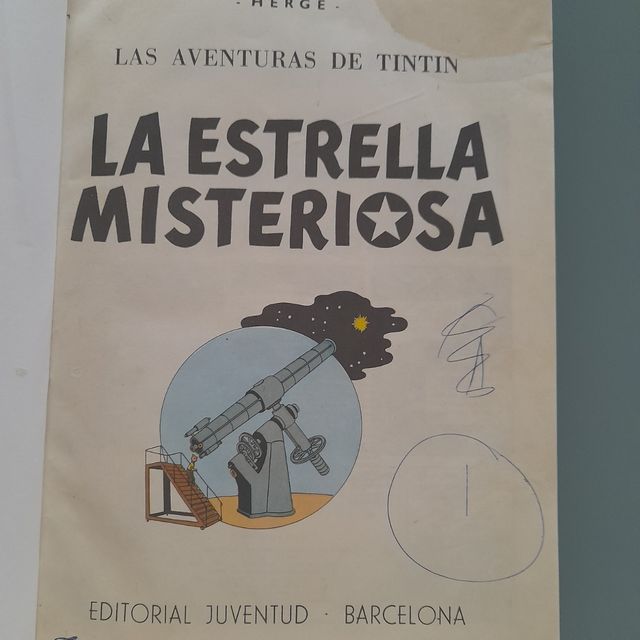 - HERGÉ -
LAS AVENTURAS DE TINTIN
LA ESTRELLA
MISTERIOSA
EDITORIAL JUVENTUD · BARCELONA